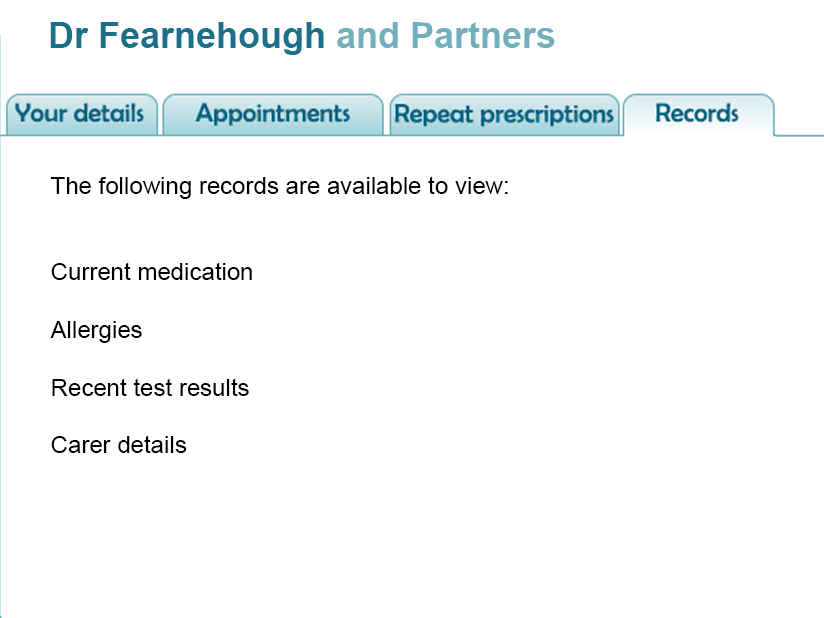 Dr Fearnehough and Partners
Your details
Appointments
Repeat prescriptions
Records
The following records are available to view:
Current medication
Allergies
Recent test results
Carer details